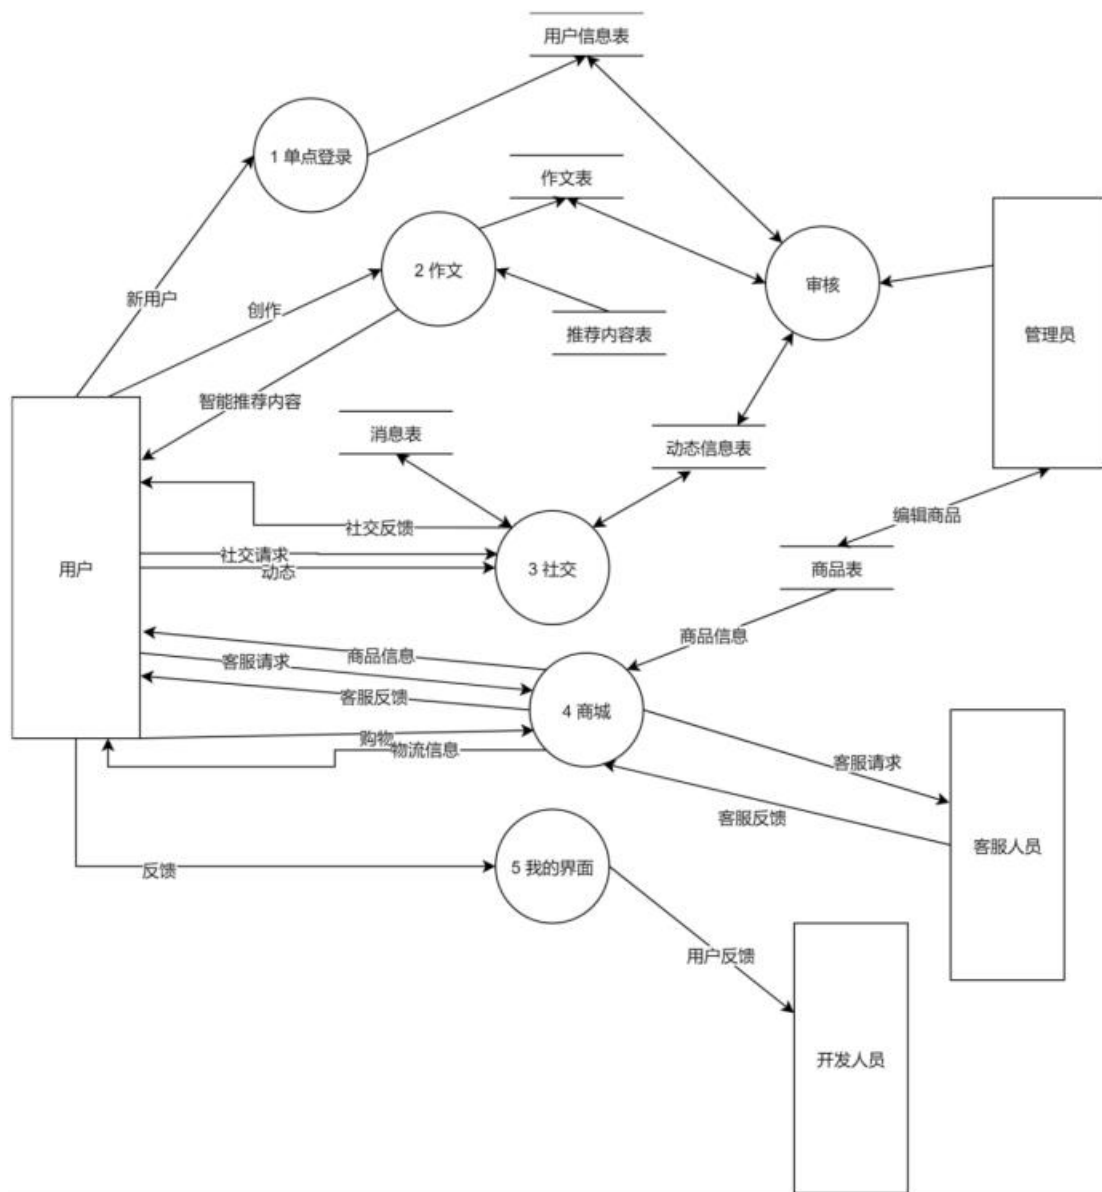 用户信息表
1 单点登录
作文表
2 作文
审核
新用户
创作
推荐内容表
管理员
智能推荐内容
消息表
动态信息表
编辑商品
社交反馈
社交请求
动态
3 社交
用户
商品表
商品信息
商品信息
客服请求
客服反馈
4 商城
购物
物流信息
客服请求
客服反馈
客服人员
反馈
5 我的界面
用户反馈
开发人员